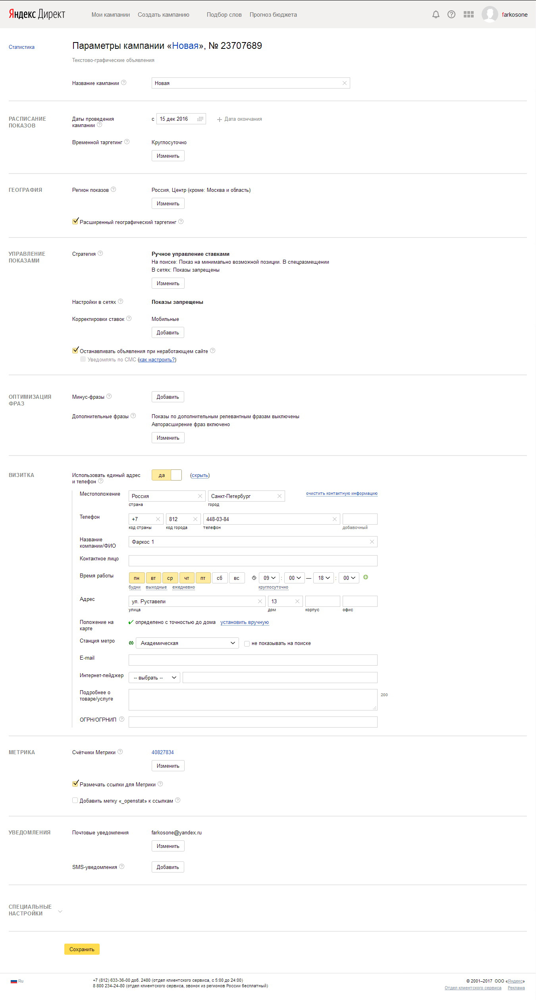 Яндекс Директ
Мои кампании Создать кампанию Подбор слов Прогноз бюджета
farkosone
Статистика
Параметры кампании «Новая», № 23707689
Текстово-графические объявления
Название кампании ? Новая
РАСПИСАНИЕ
ПОКАЗОВ
Даты проведения
кампании ?
с 15 дек 2016 + Дата окончания
Временной таргетинг ? Круглосуточно
Изменить
ГЕОГРАФИЯ
Регион показов ? Россия, Центр (кроме: Москва и область)
Изменить
Расширенный географический таргетинг ?
УПРАВЛЕНИЕ
ПОКАЗАМИ
Стратегия ? Ручное управление ставками
На поиске: Показ на минимально возможной позиции. В спецразмещении
В сетях: Показы запрещены
Изменить
Настройки в сетях ? Показы запрещены
Корректировки ставок ? Мобильные
Добавить
Останавливать объявления при неработающем сайте ?
Уведомлять по СМС (как настроить?)
ОПТИМИЗАЦИЯ
ФРАЗ
Минус-фразы ? Добавить
Дополнительные фразы ? Показы по дополнительным релевантным фразам выключены
Авторасширение фраз включено
Изменить
ВИЗИТКА
Использовать единый адрес
и телефон ?
да (скрыть)
Местоположение Россия Санкт-Петербург очистить контактную информацию
страна город
Телефон +7 812 448-03-84
код страны код города телефон добавочный
Название
компании/ФИО
Фаркос 1
Контактное лицо
Время работы пн вт ср чт пт сб вс 09 : 00 — 18 : 00
будни выходные ежедневно круглосуточно
Адрес ул. Руставели 13
улица дом корпус офис
Положение на
карте
определено с точностью до дома установить вручную
Станция метро Академическая не показывать на поиске
E-mail
Интернет-пейджер -- выбрать --
Подробнее о
товаре/услуге
200
ОГРН/ОГРНИП ?
МЕТРИКА
Счётчики Метрики ? 40827834
Изменить
Размечать ссылки для Метрики ?
Добавить метку «_openstat» к ссылкам ?
УВЕДОМЛЕНИЯ
Почтовые уведомления farkosone@yandex.ru
Изменить
SMS-уведомления ? Добавить
СПЕЦИАЛЬНЫЕ
НАСТРОЙКИ
Сохранить
Ru
+7 (812) 633-36-00 доб. 2480 (отдел клиентского сервиса, с 5:00 до 24:00)
8 800 234-24-80 (отдел клиентского сервиса, звонок из регионов России бесплатный)
© 2001–2017 ООО «Яндекс»
Отдел клиентского сервиса Реклама